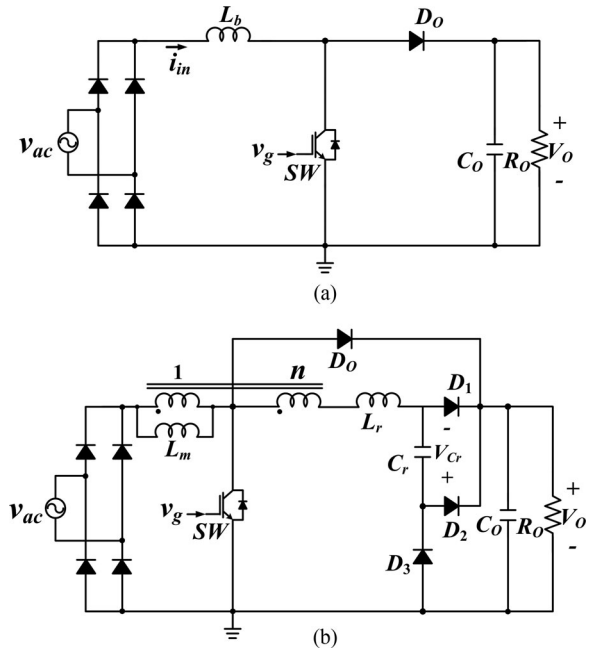 L_b
D_O
i_in
v_ac
v_g
SW
C_O
R_O
+
V_O
-
(a)
D_O
1
n
D_1
L_m
L_r
-
C_r
V_Cr
+
v_ac
v_g
SW
D_2
D_3
C_O
R_O
+
V_O
-
(b)